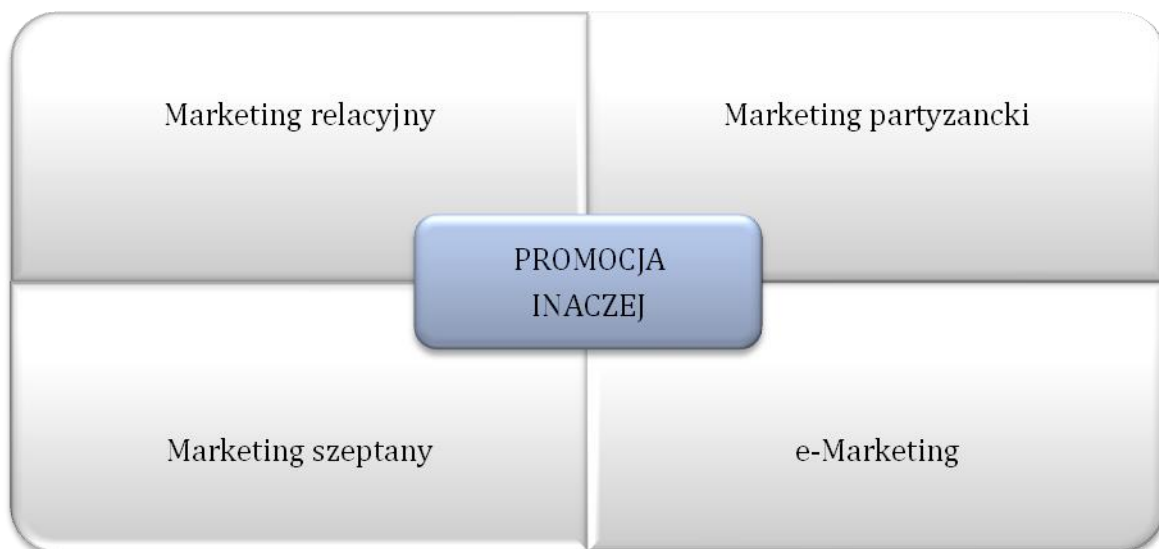 Marketing relacyjny
Marketing partyzancki
PROMOCJA
INACZEJ
Marketing szeptany
e-Marketing